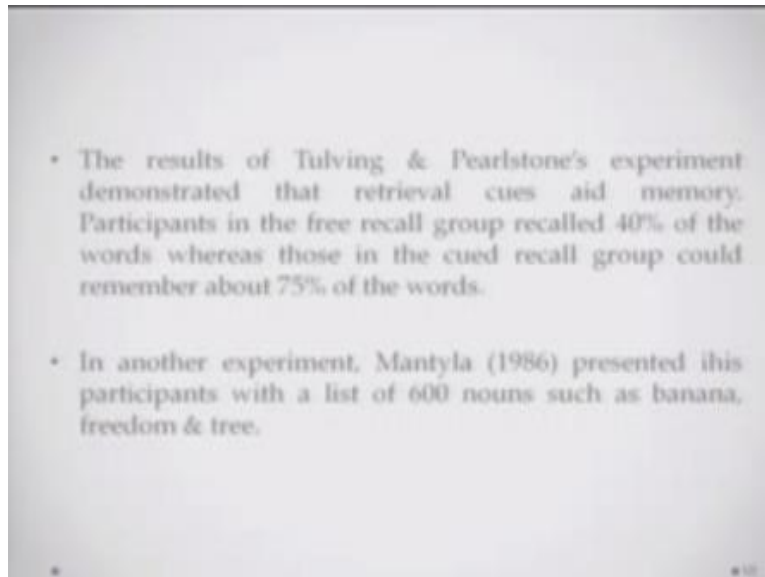 • The results of Tulving & Pearlstone's experiment
demonstrated that retrieval cues aid memory.
Participants in the free recall group recalled 40% of the
words whereas those in the cued recall group could
remember about 75% of the words.
• In another experiment, Mantyla (1986) presented ihis
participants with a list of 600 nouns such as banana,
freedom & tree.